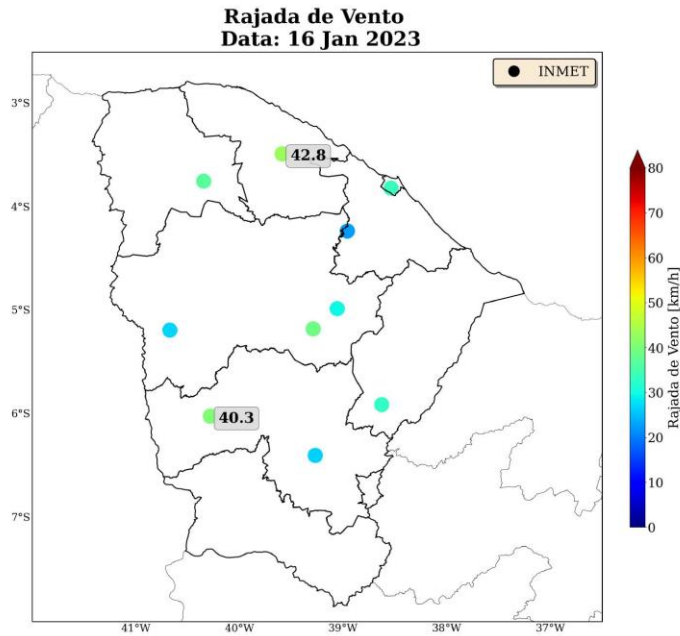 Rajada de Vento
Data: 16 Jan 2023
INMET
3°S
4°S
5°S
6°S
7°S
42.8
40.3
41°W
40°W
39°W
38°W
37°W
80
70
60
50
40
30
20
10
0
Rajada de Vento [km/h]